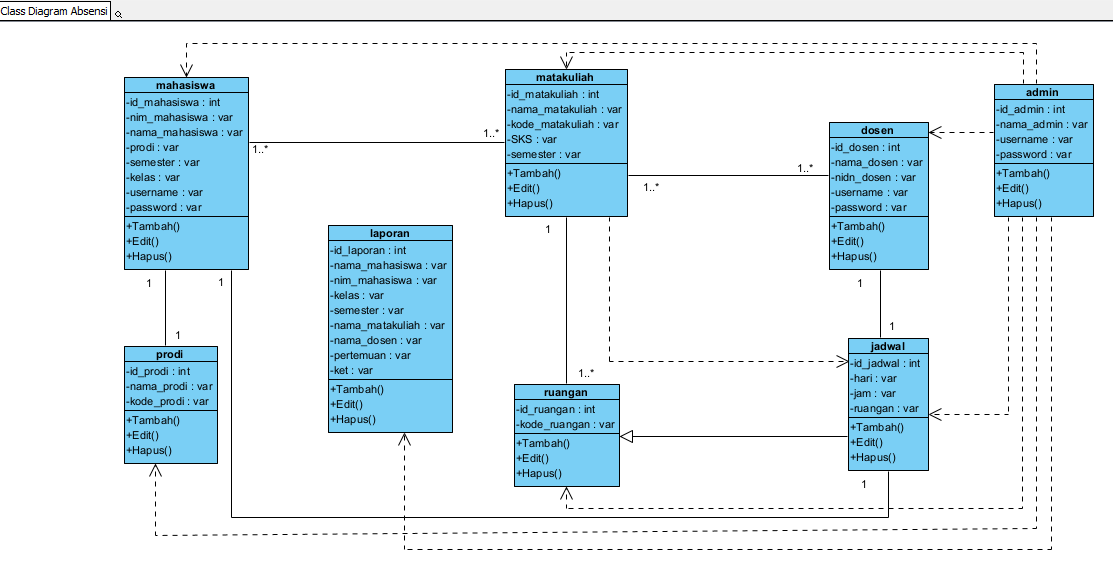 Class Diagram Absensi
mahasiswa
-id_mahasiswa : int
-nim_mahasiswa : var
-nama_mahasiswa : var
-prodi : var
-semester : var
-kelas : var
-username : var
-password : var
+Tambah()
+Edit()
+Hapus()
1..*
1..*
matakuliah
-id_matakuliah : int
-nama_matakuliah : var
-kode_matakuliah : var
-SKS : var
-semester : var
+Tambah()
+Edit()
+Hapus()
1..*
1..*
dosen
-id_dosen : int
-nama_dosen : var
-nidn_dosen : var
-username : var
-password : var
+Tambah()
+Edit()
+Hapus()
admin
-id_admin : int
-nama_admin : var
-username : var
-password : var
+Tambah()
+Edit()
+Hapus()
laporan
-id_laporan : int
-nama_mahasiswa : var
-nim_mahasiswa : var
-kelas : var
-semester : var
-nama_matakuliah : var
-nama_dosen : var
-pertemuan : var
-ket : var
+Tambah()
+Edit()
+Hapus()
1
1
1
1
1
1
prodi
-id_prodi : int
-nama_prodi : var
-kode_prodi : var
+Tambah()
+Edit()
+Hapus()
1..*
ruangan
-id_ruangan : int
-kode_ruangan : var
+Tambah()
+Edit()
+Hapus()
jadwal
-id_jadwal : int
-hari : var
-jam : var
-ruangan : var
+Tambah()
+Edit()
+Hapus()
1